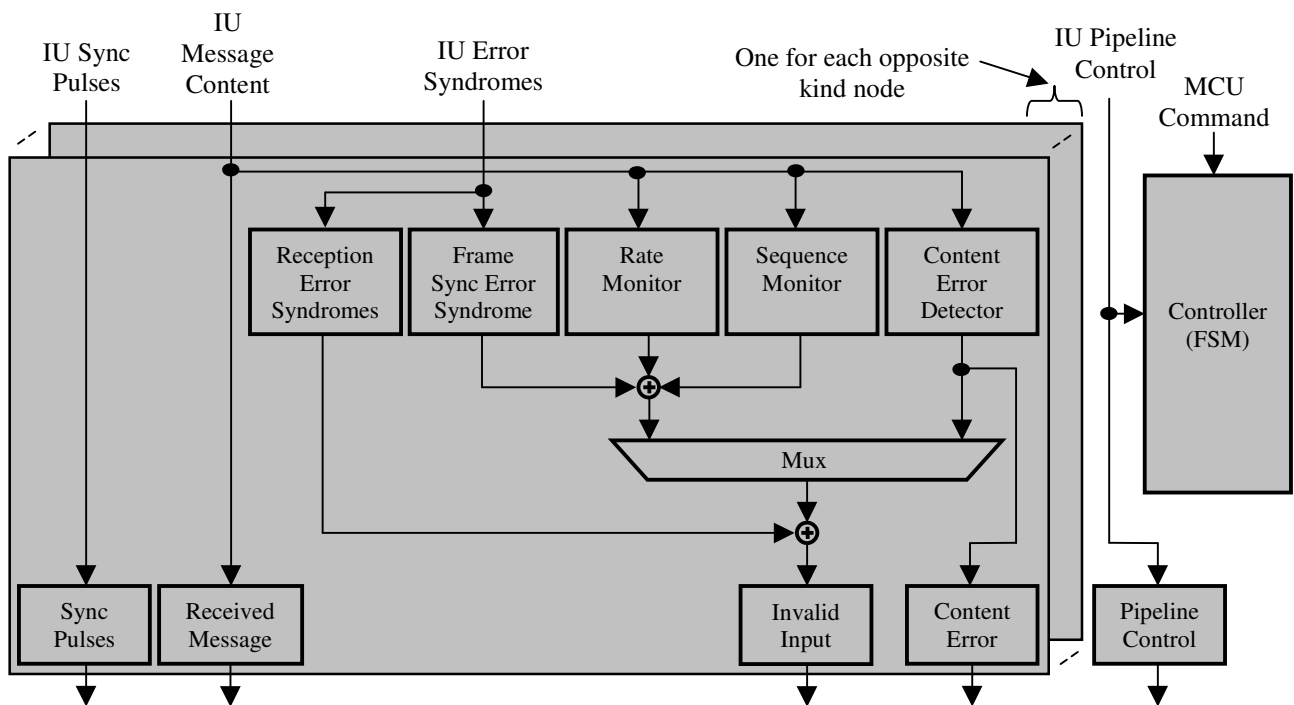 IU Sync
Pulses
IU
Message
Content
IU Error
Syndromes
One for each opposite
kind node
IU Pipeline
Control
MCU
Command
Reception
Error
Syndromes
Frame
Sync Error
Syndrome
Rate
Monitor
Sequence
Monitor
Content
Error
Detector
Controller
(FSM)
Mux
Sync
Pulses
Received
Message
Invalid
Input
Content
Error
Pipeline
Control